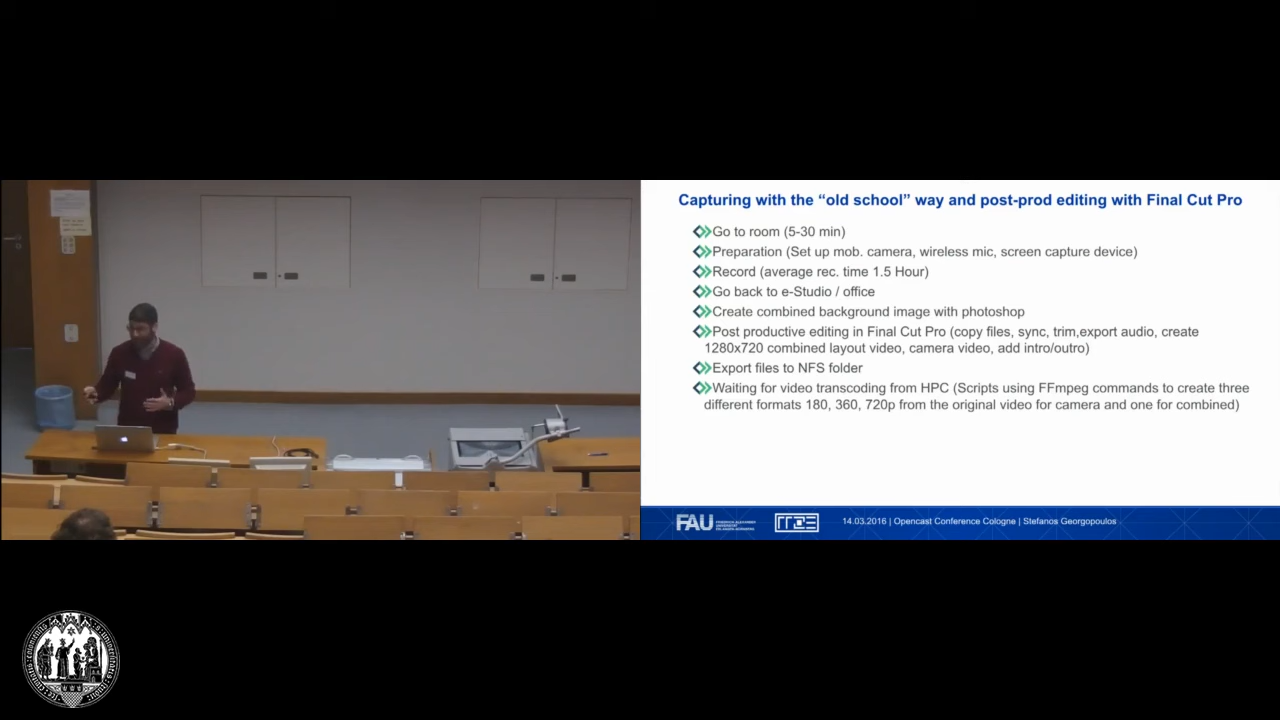 Capturing with the “old school” way and post-prod editing with Final Cut Pro
Go to room (5-30 min)
Preparation (Set up mob. camera, wireless mic, screen capture device)
Record (average rec. time 1.5 Hour)
Go back to e-Studio / office
Create combined background image with photoshop
Post productive editing in Final Cut Pro (copy files, sync, trim,export audio, create
1280x720 combined layout video, camera video, add intro/outro)
Export files to NFS folder
Waiting for video transcoding from HPC (Scripts using FFmpeg commands to create three
different formats 180, 360, 720p from the original video for camera and one for combined)
FAU
FRIEDRICH-ALEXANDER
UNIVERSITÄT
ERLANGEN-NÜRNBERG
14.03.2016 | Opencast Conference Cologne | Stefanos Georgopoulos